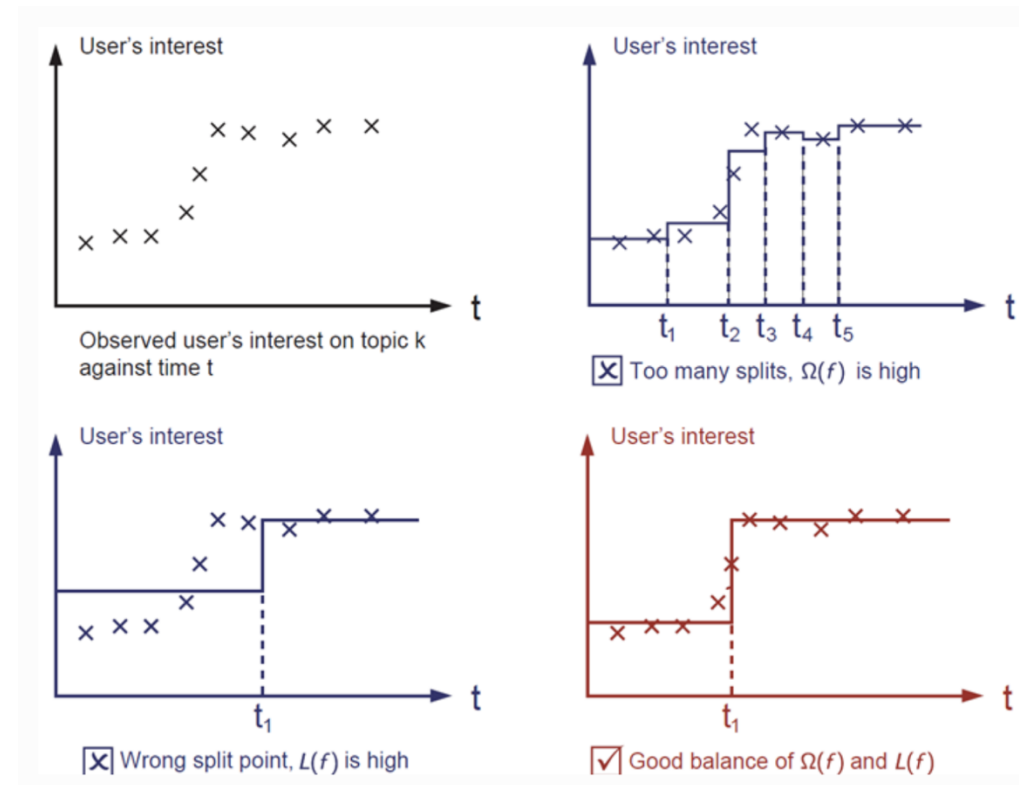 User's interest
t
Observed user's interest on topic k
against time t
User's interest
t
t₁ t₂ t₃ t₄ t₅
Too many splits, Ω(f) is high
User's interest
t
t₁
Wrong split point, L(f) is high
User's interest
t
t₁
Good balance of Ω(f) and L(f)